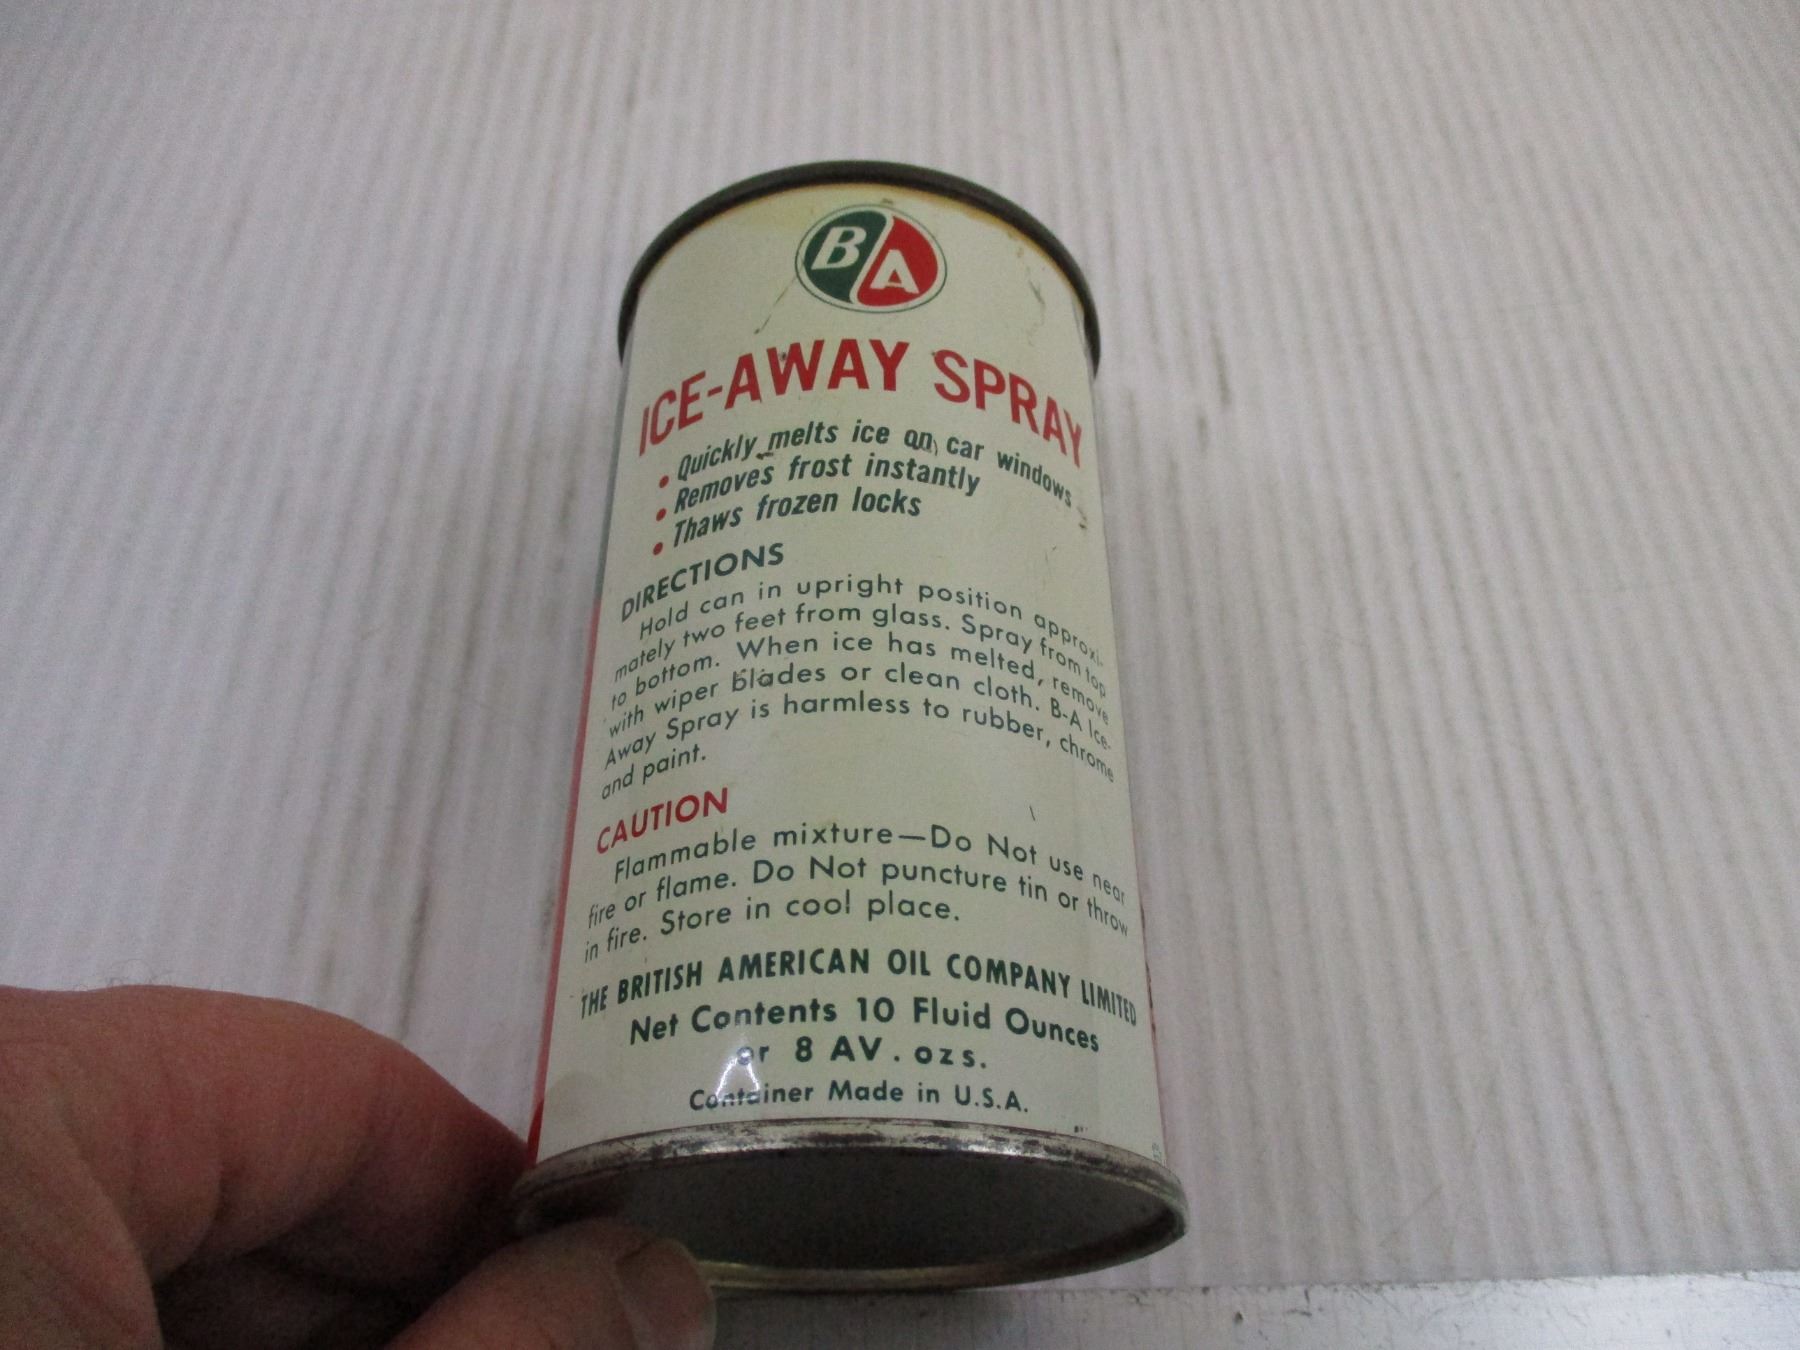 B A
ICE-AWAY SPRAY
• Quickly melts ice on car windows
• Removes frost instantly
• Thaws frozen locks
DIRECTIONS
Hold can in upright position approxi-
mately two feet from glass. Spray from top
to bottom. When ice has melted, remove
with wiper blades or clean cloth. B-A Ice-
Away Spray is harmless to rubber, chrome
and paint.
CAUTION
Flammable mixture—Do Not use near
fire or flame. Do Not puncture tin or throw
in fire. Store in cool place.
THE BRITISH AMERICAN OIL COMPANY LIMITED
Net Contents 10 Fluid Ounces
or 8 AV. ozs.
Container Made in U.S.A.